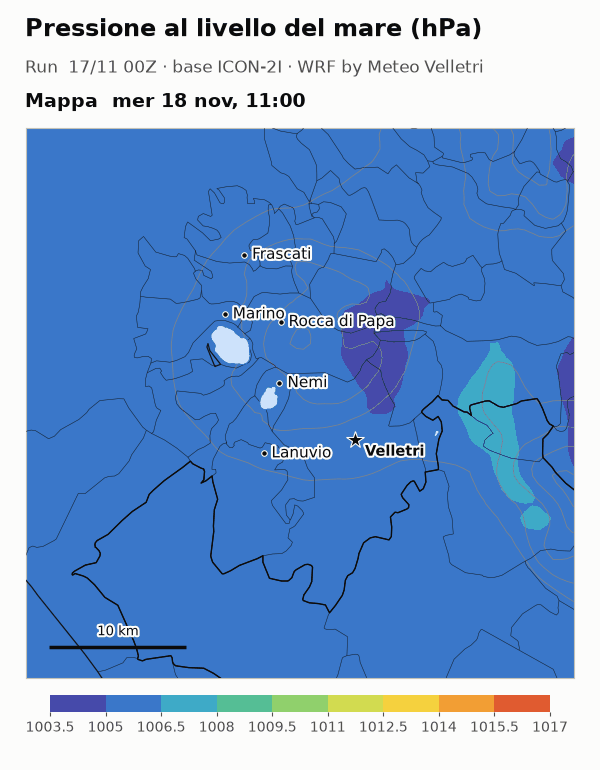 Pressione al livello del mare (hPa)
Run  17/11 00Z · base ICON-2I · WRF by Meteo Velletri
Mappa  mer 18 nov, 11:00
Frascati
Marino
Rocca di Papa
Nemi
Velletri
Lanuvio
10 km
1003.5 1005 1006.5 1008 1009.5 1011 1012.5 1014 1015.5 1017